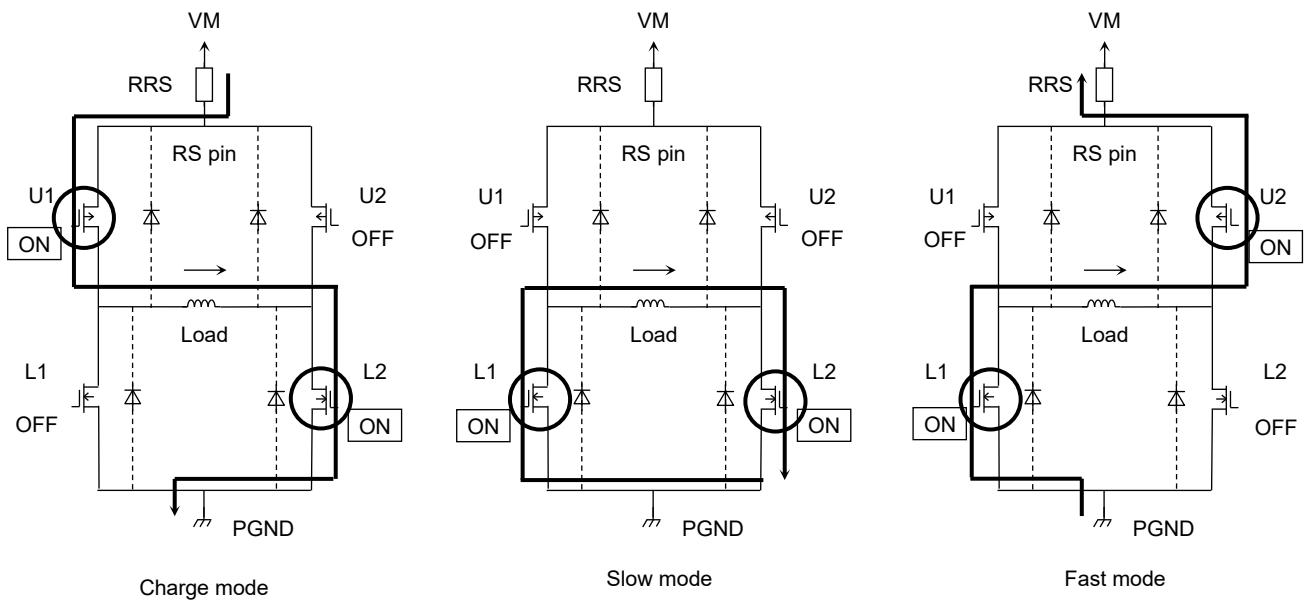 VM
RRS
RS pin
U1
ON
U2
OFF
Load
L1
OFF
L2
ON
PGND
Charge mode
VM
RRS
RS pin
U1
OFF
U2
OFF
Load
L1
ON
L2
ON
PGND
Slow mode
VM
RRS
RS pin
U1
OFF
U2
ON
Load
L1
ON
L2
OFF
PGND
Fast mode